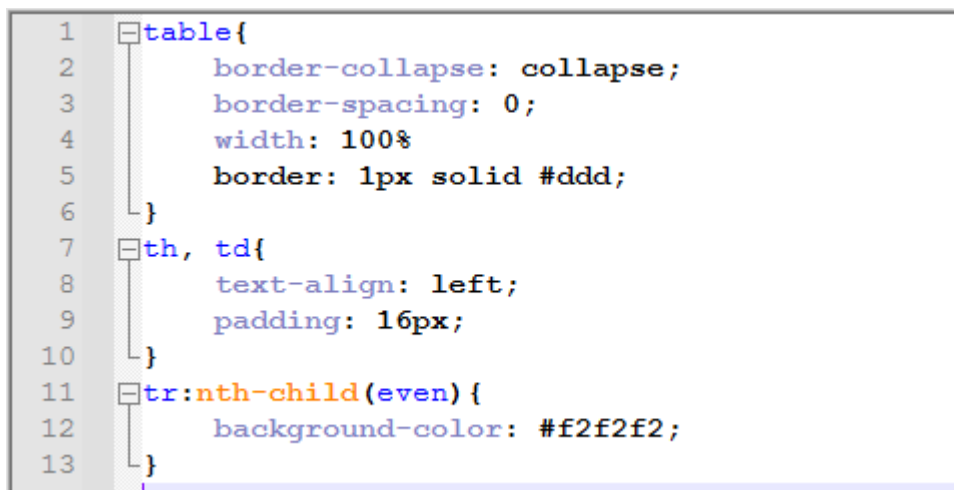 1 table{
2 border-collapse: collapse;
3 border-spacing: 0;
4 width: 100%
5 border: 1px solid #ddd;
6 }
7 th, td{
8 text-align: left;
9 padding: 16px;
10 }
11 tr:nth-child(even){
12 background-color: #f2f2f2;
13 }